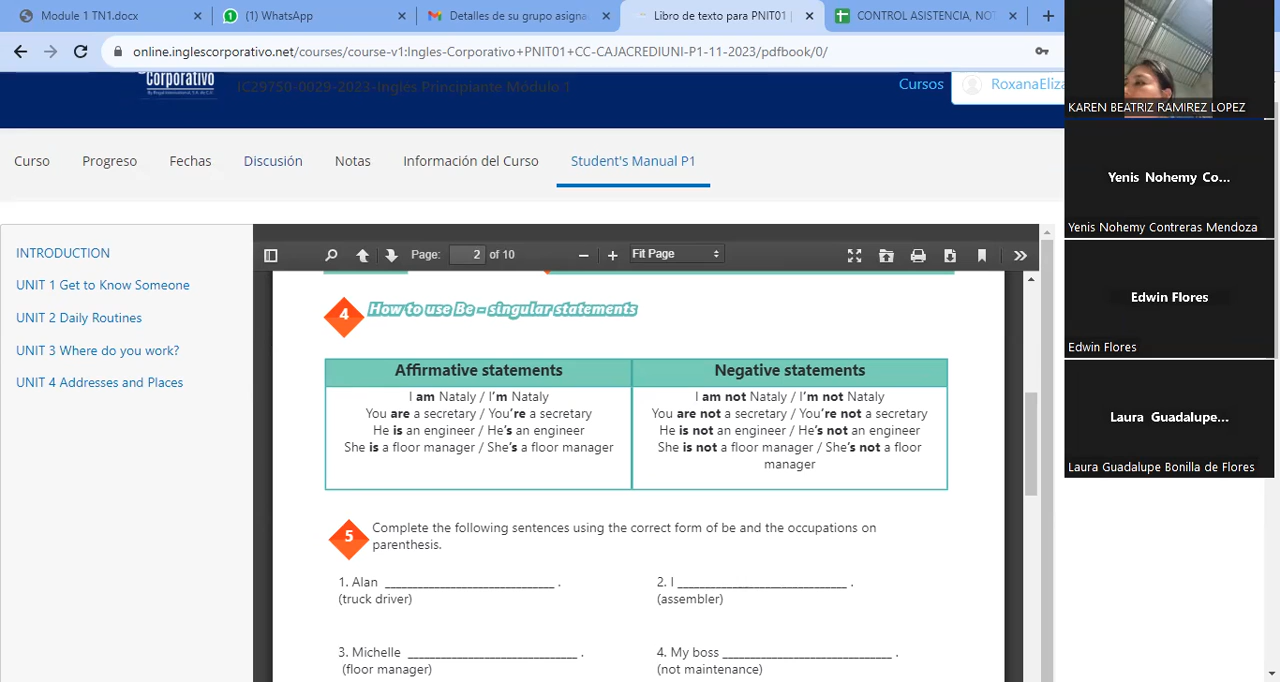 Module 1 TN1.docx
(1) WhatsApp
Detalles de su grupo asigna
Libro de texto para PNIT01
CONTROL ASISTENCIA, NOT
online.inglescorporativo.net/courses/course-v1:Ingles-Corporativo+PNIT01+CC-CAJACREDIUNI-P1-11-2023/pdfbook/0/
corporativo
IC29750-0029-2023-Inglés Principiante Módulo 1
Cursos
RoxanaEliza
Curso
Progreso
Fechas
Discusión
Notas
Información del Curso
Student's Manual P1
INTRODUCTION
UNIT 1 Get to Know Someone
UNIT 2 Daily Routines
UNIT 3 Where do you work?
UNIT 4 Addresses and Places
Page: 2 of 10
Fit Page
4 How to use Be - singular statements
Affirmative statements
I am Nataly / I'm Nataly
You are a secretary / You're a secretary
He is an engineer / He's an engineer
She is a floor manager / She's a floor manager
Negative statements
I am not Nataly / I'm not Nataly
You are not a secretary / You're not a secretary
He is not an engineer / He's not an engineer
She is not a floor manager / She's not a floor
manager
5 Complete the following sentences using the correct form of be and the occupations on
parenthesis.
1. Alan __________________________ .
(truck driver)
2. I __________________________ .
(assembler)
3. Michelle __________________________ .
(floor manager)
4. My boss __________________________ .
(not maintenance)
KAREN BEATRIZ RAMIREZ LOPEZ
Yenis Nohemy Co...
Yenis Nohemy Contreras Mendoza
Edwin Flores
Edwin Flores
Laura Guadalupe...
Laura Guadalupe Bonilla de Flores